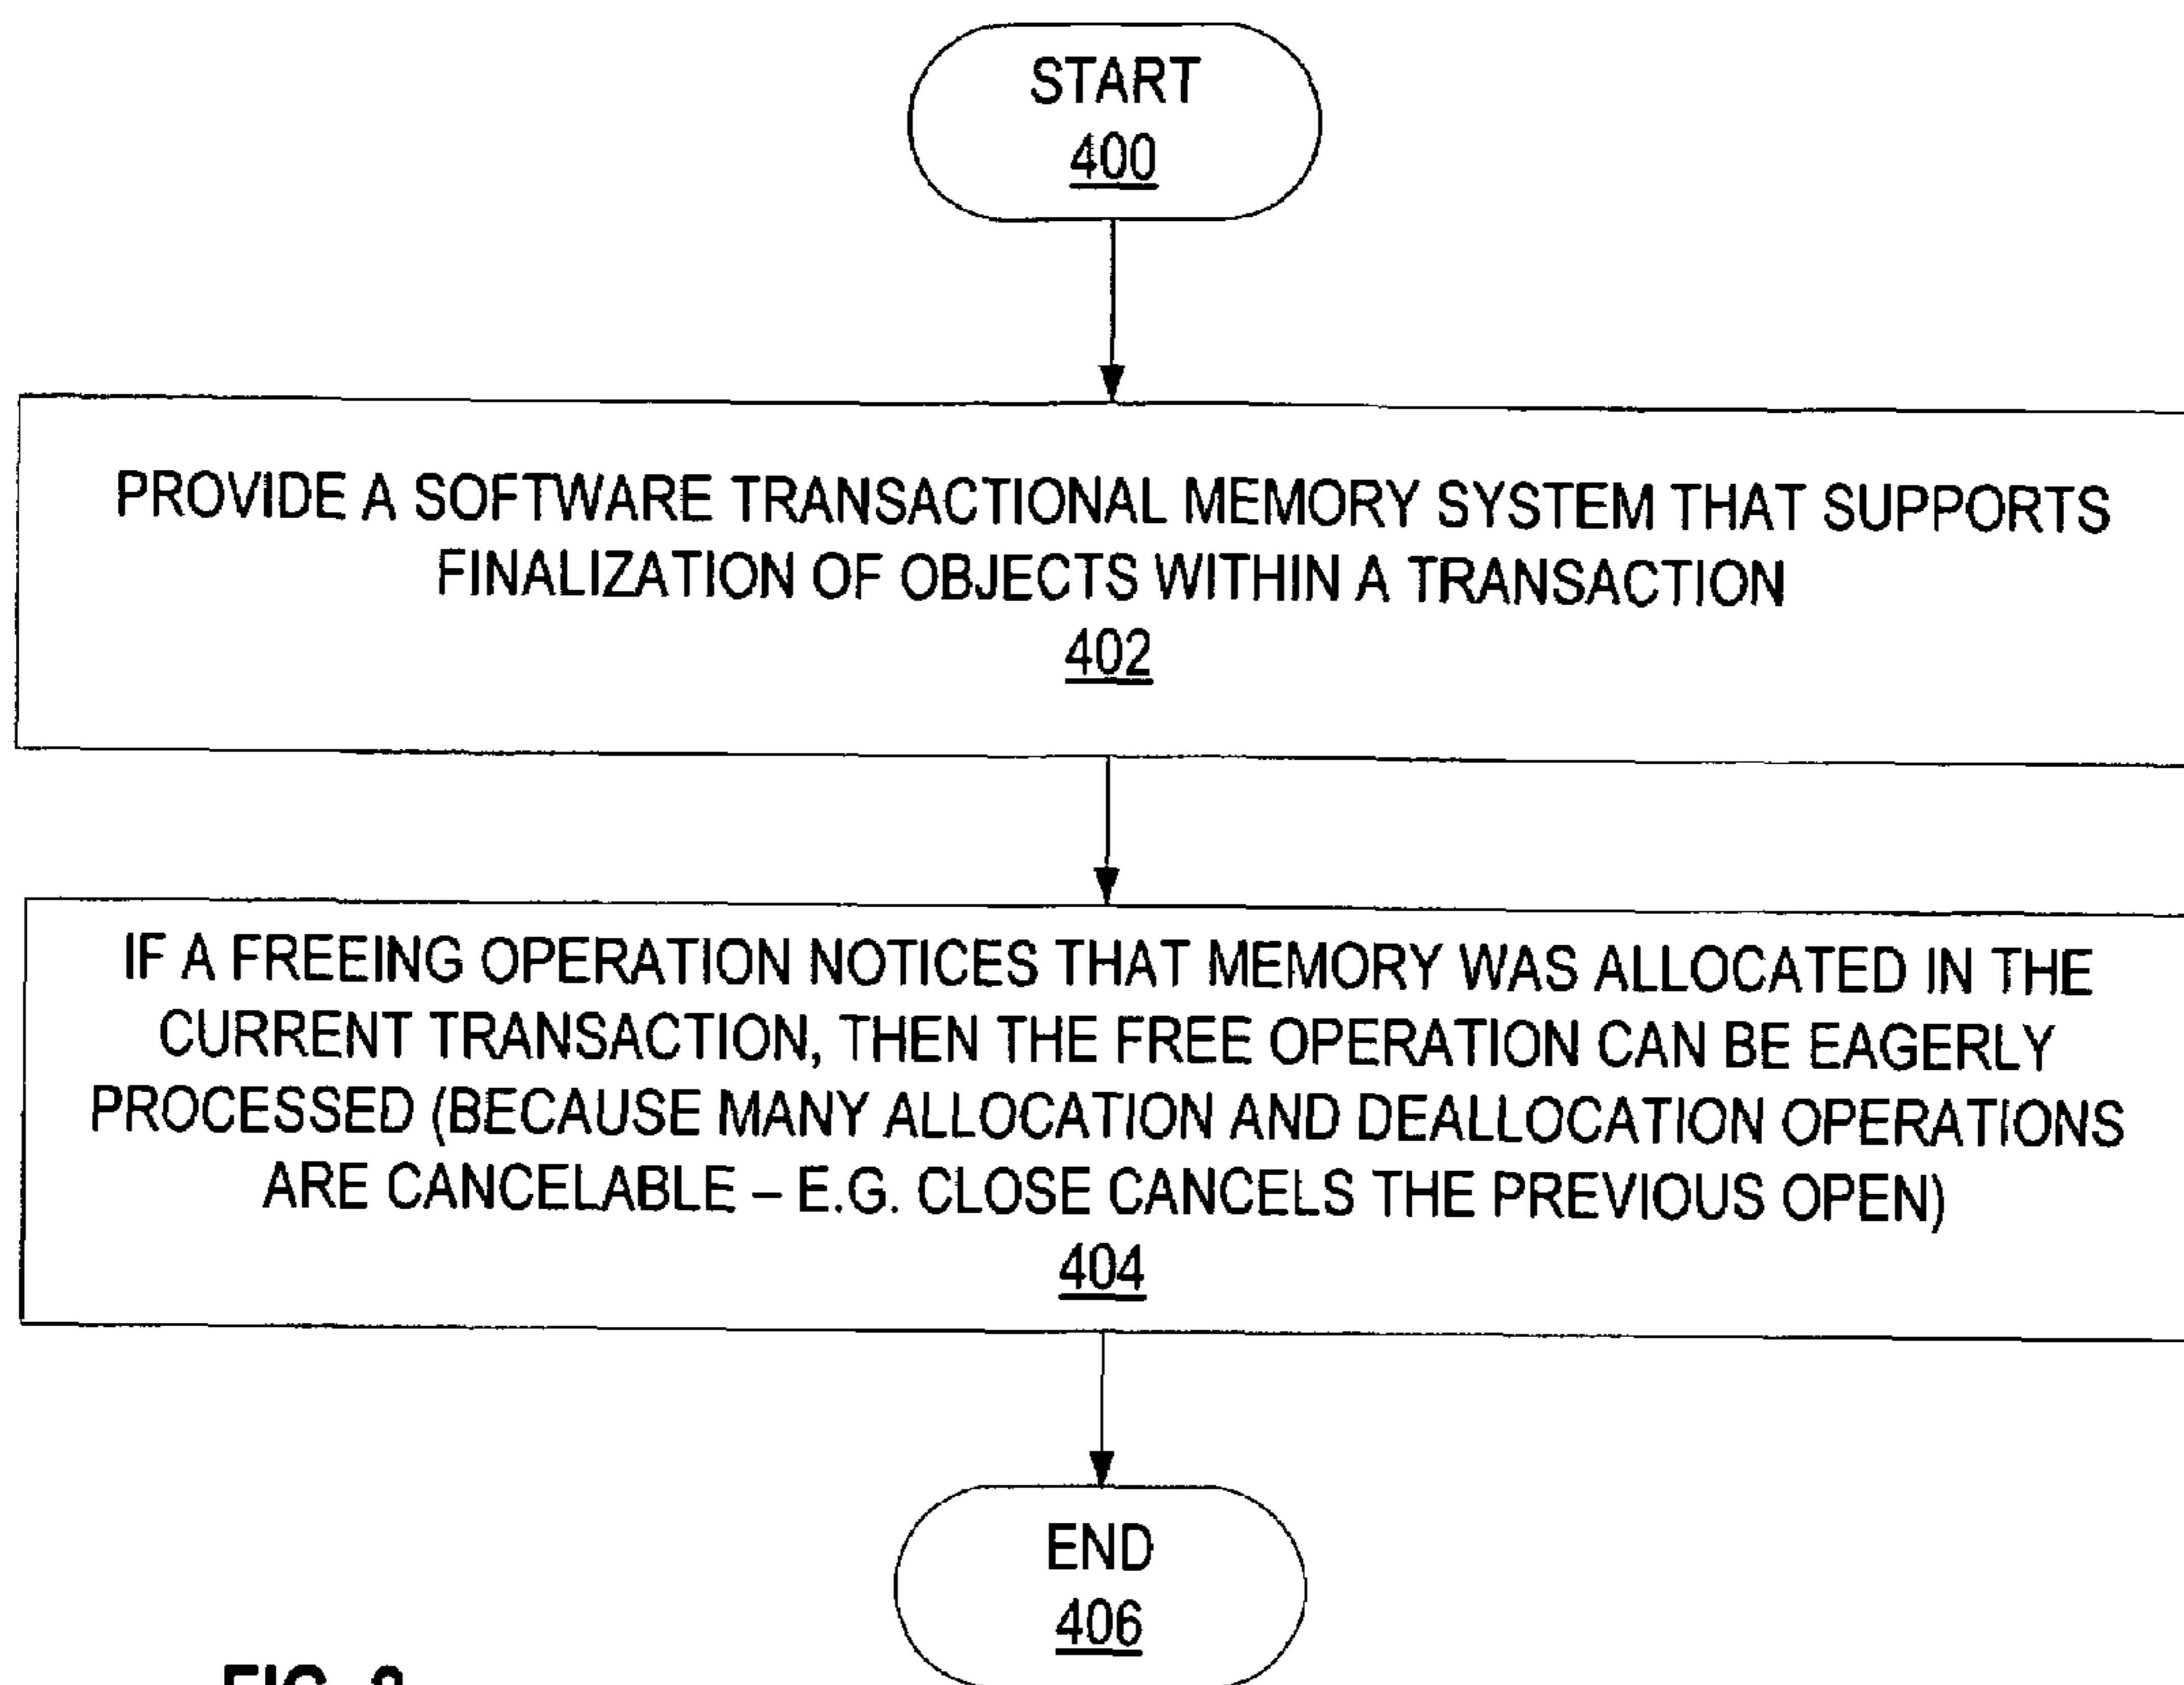 START
400
PROVIDE A SOFTWARE TRANSACTIONAL MEMORY SYSTEM THAT SUPPORTS
FINALIZATION OF OBJECTS WITHIN A TRANSACTION
402
IF A FREEING OPERATION NOTICES THAT MEMORY WAS ALLOCATED IN THE
CURRENT TRANSACTION, THEN THE FREE OPERATION CAN BE EAGERLY
PROCESSED (BECAUSE MANY ALLOCATION AND DEALLOCATION OPERATIONS
ARE CANCELABLE – E.G. CLOSE CANCELS THE PREVIOUS OPEN)
404
END
406
FIG.